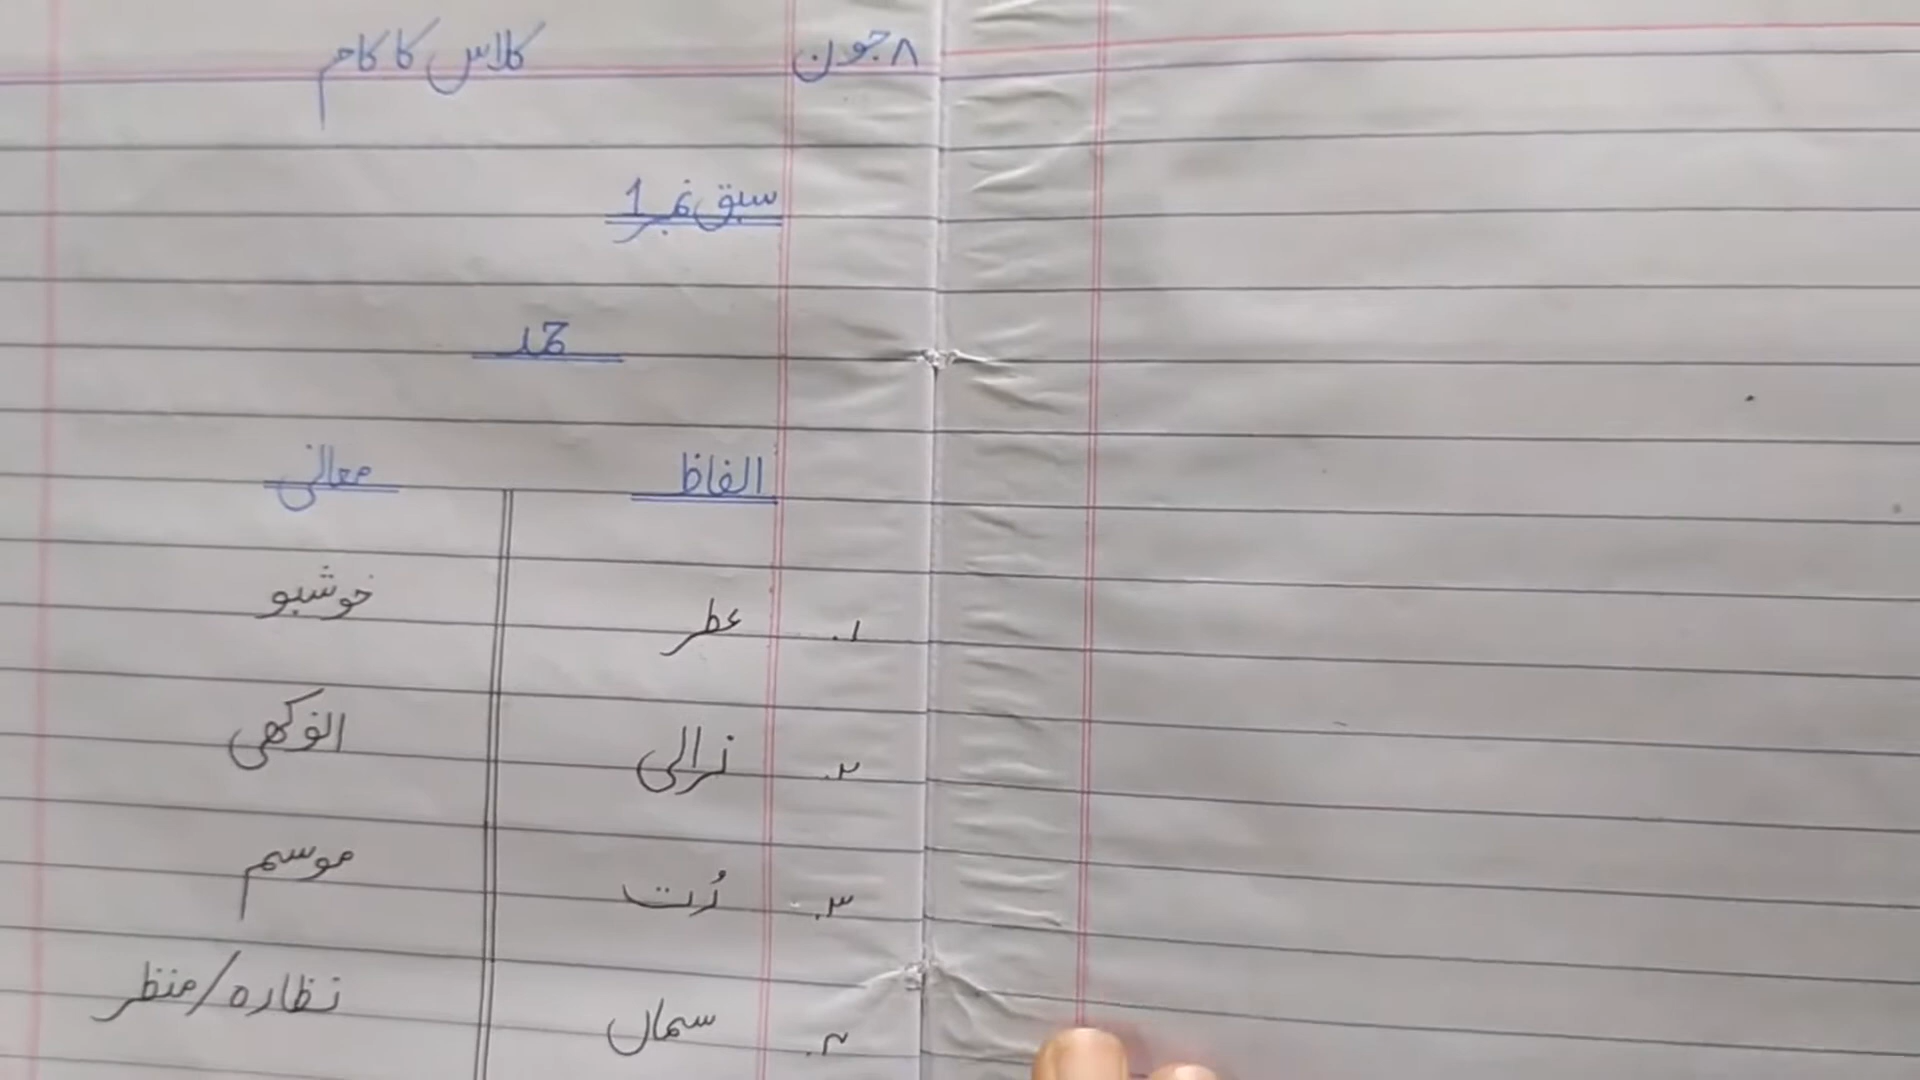 ۸ جون کلاس کا کام
سبق نمبر 1
حمد
الفاظ معانی
۱. عطر خوشبو
۲. نرالی انوکھی
۳. رُت موسم
۴. سماں نظارہ/منظر